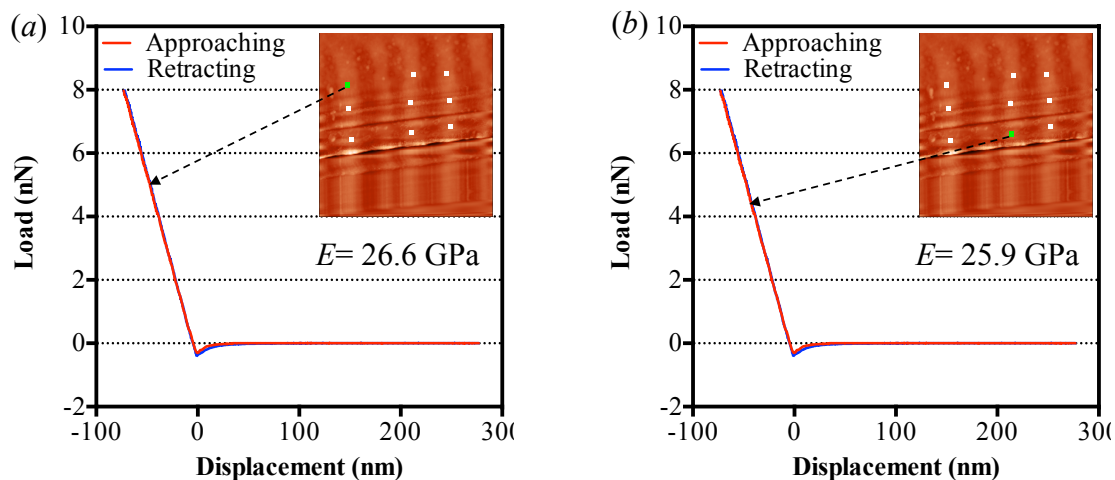 (a)
10
8
6
4
2
0
-2
Load (nN)
Approaching
Retracting
E= 26.6 GPa
-100
0
100
200
300
Displacement (nm)
(b)
10
8
6
4
2
0
-2
Load (nN)
Approaching
Retracting
E= 25.9 GPa
-100
0
100
200
300
Displacement (nm)